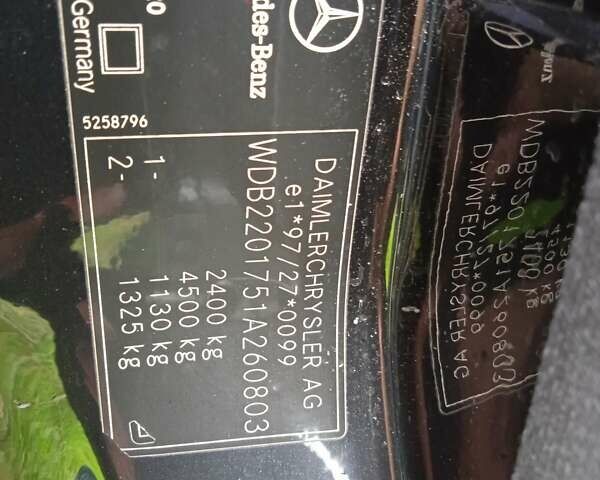 des-Benz
Germany
5258796
DAIMLERCHRYSLER AG
e1*97/27*0099
WDB2201751A260803
2400 kg
4500 kg
1- 1130 kg
2- 1325 kg